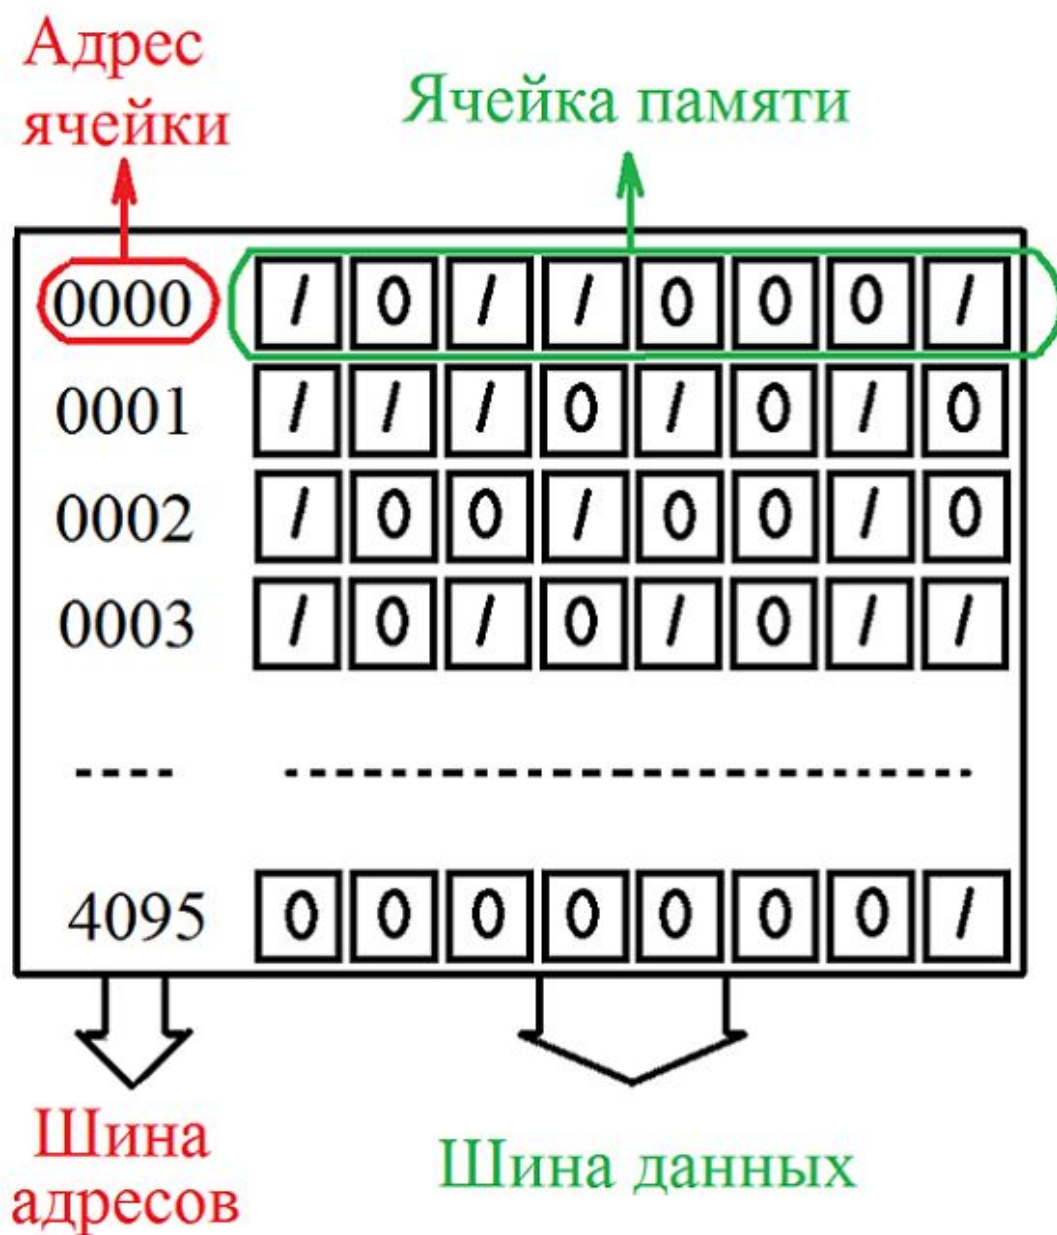 Адрес
ячейки
Ячейка памяти
0000 1 0 1 1 0 0 0 1
0001 1 1 1 0 1 0 1 0
0002 1 0 0 1 0 0 1 0
0003 1 0 1 0 1 0 1 1
4095 0 0 0 0 0 0 0 1
Шина
адресов
Шина данных